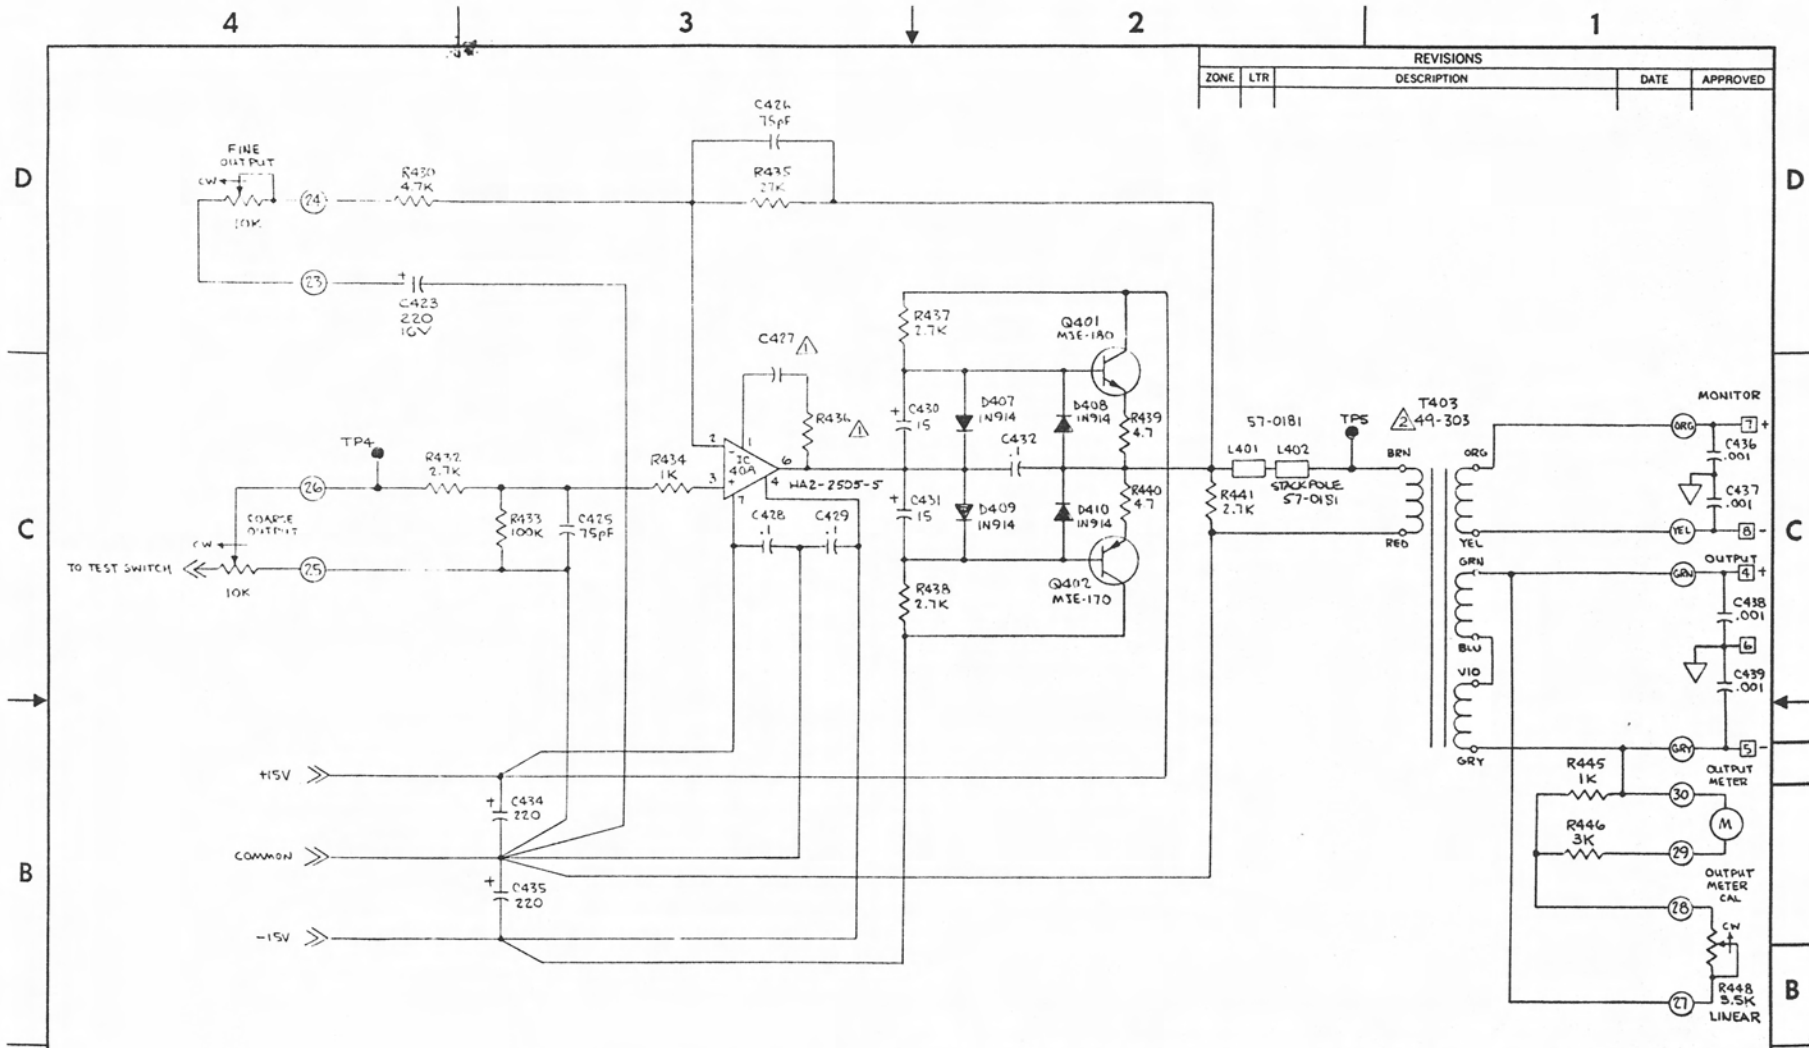 4 3 2 1
REVISIONS
ZONE LTR DESCRIPTION DATE APPROVED
D
D
C426
75pF
FINE
OUTPUT
CW
10K
24
R430
4.7K
R435
27K
23
+
C423
220
16V
R437
2.7K
Q401
MJE-180
C427
1
R436
1
+
C430
15
D407
1N914
D408
1N914
C432
.1
R439
4.7
57-0181
L401
L402
STACKPOLE
57-0181
TP5
2
T403
49-303
BRN
RED
ORG
YEL
GRN
BLU
VIO
GRY
MONITOR
ORG
7 +
C436
.001
C437
.001
YEL
8 -
OUTPUT
GRN
4 +
C438
.001
6
C439
.001
GRY
5 -
C
C
TP4
26
R432
2.7K
R434
1K
2
-
1
IC
40A
6
3
+
7
4
HA2-2505-5
COARSE
OUTPUT
CW
TO TEST SWITCH
10K
25
R433
100K
C425
75pF
C428
.1
C429
.1
+
C431
15
D409
1N914
D410
1N914
R440
4.7
R441
2.7K
R438
2.7K
Q402
MJE-170
+15V
+
C434
220
COMMON
+
C435
220
-15V
B
B
R445
1K
OUTPUT
METER
30
M
R446
3K
29
OUTPUT
METER
CAL
28
CW
27
R448
LINEAR